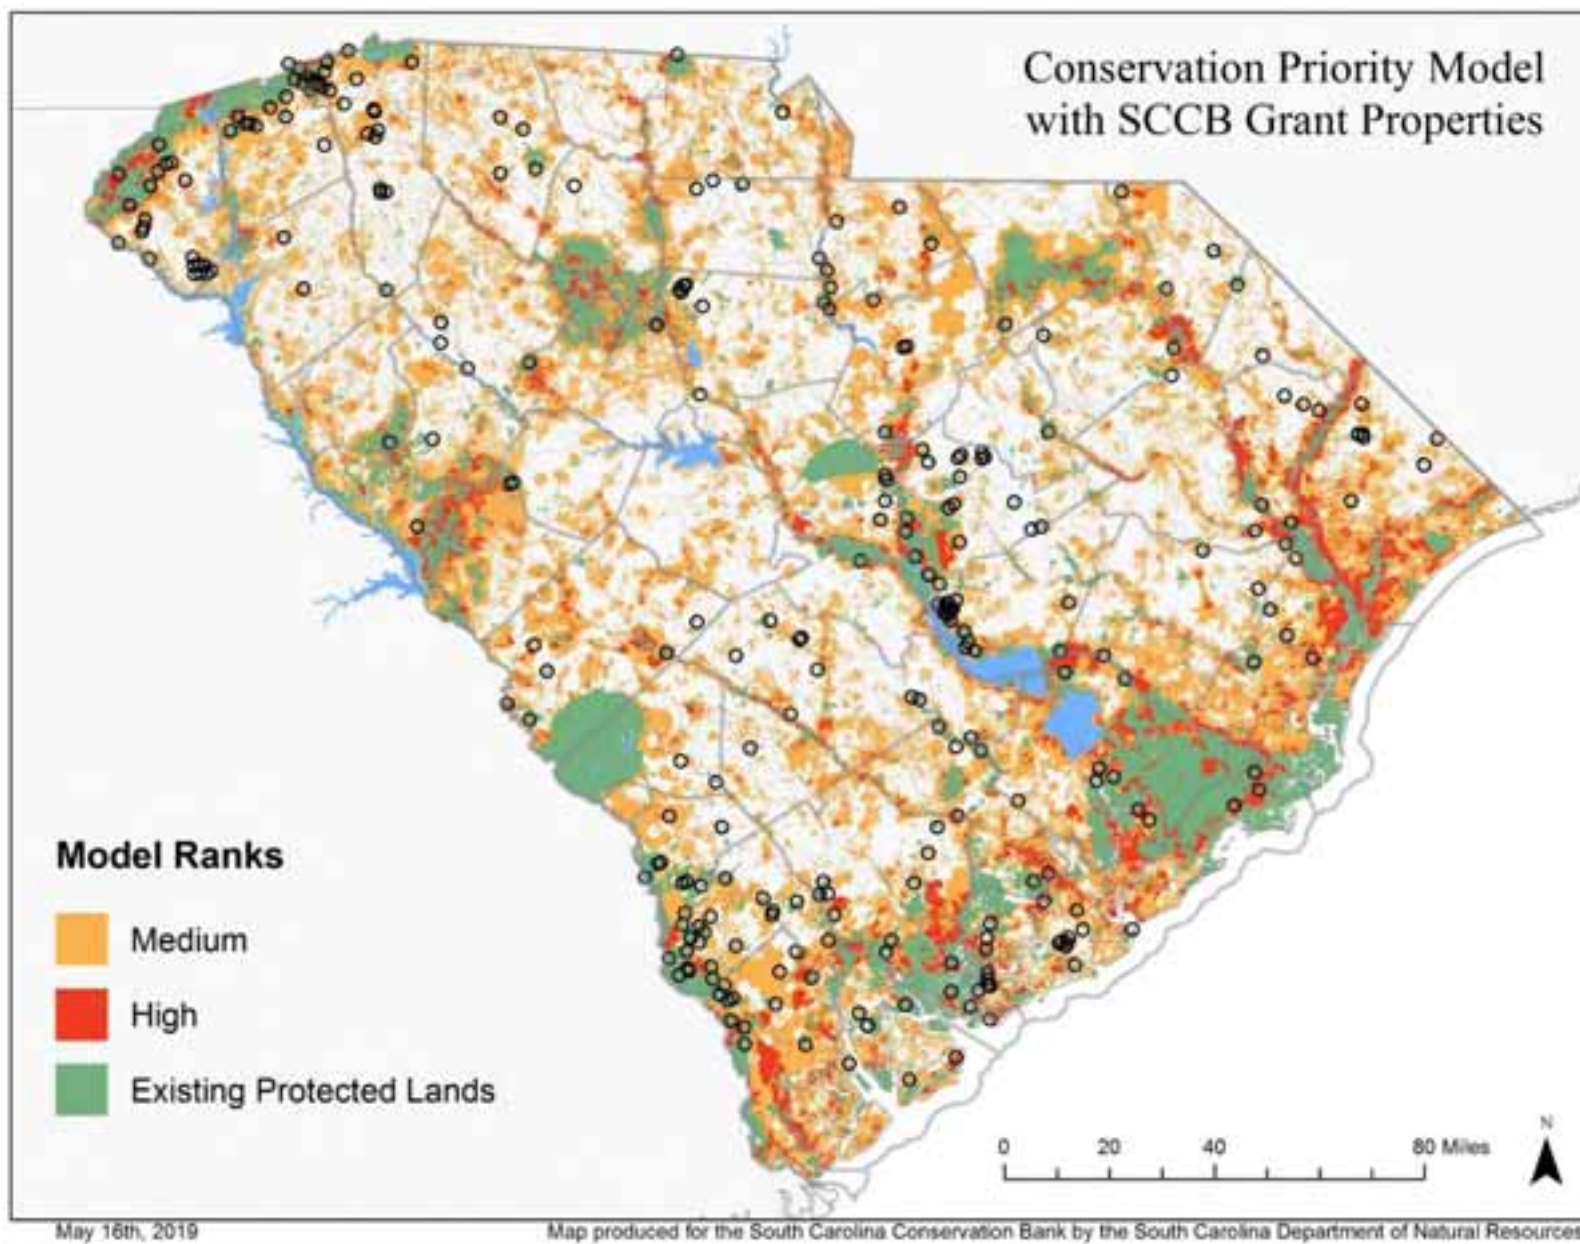 Conservation Priority Model
with SCCB Grant Properties
Model Ranks
Medium
High
Existing Protected Lands
N
0 20 40 80 Miles
May 16th, 2019
Map produced for the South Carolina Conservation Bank by the South Carolina Department of Natural Resources